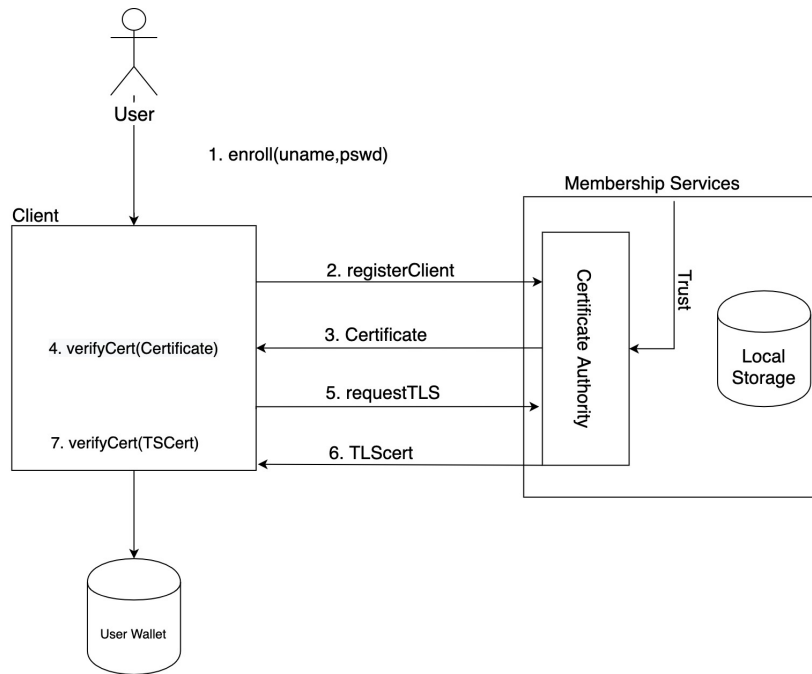 User
1. enroll(uname,pswd)
Membership Services
Client
2. registerClient
Trust
Certificate Authority
3. Certificate
4. verifyCert(Certificate)
Local
Storage
5. requestTLS
7. verifyCert(TSCert)
6. TLScert
User Wallet